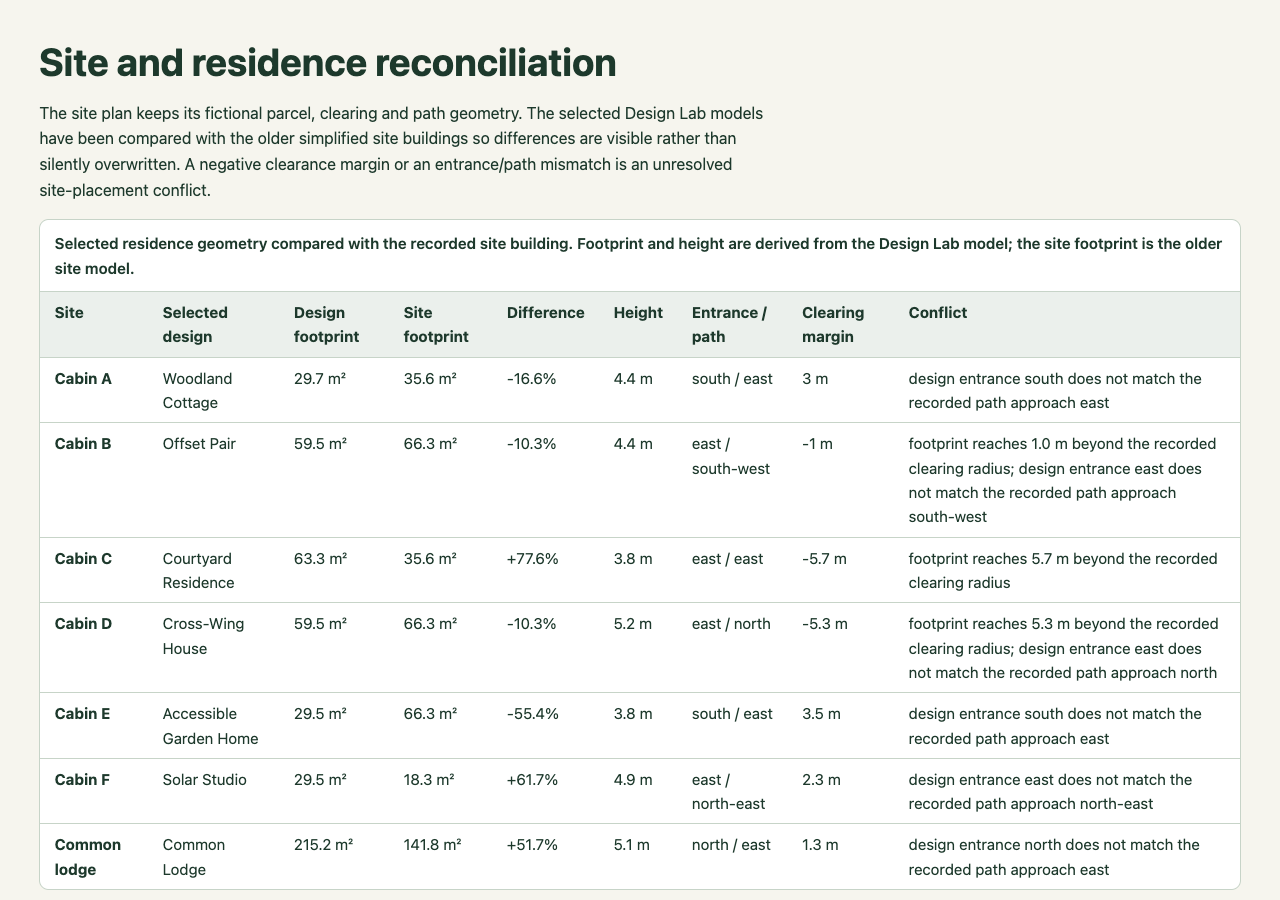 Site and residence reconciliation
The site plan keeps its fictional parcel, clearing and path geometry. The selected Design Lab models
have been compared with the older simplified site buildings so differences are visible rather than
silently overwritten. A negative clearance margin or an entrance/path mismatch is an unresolved
site-placement conflict.
Selected residence geometry compared with the recorded site building. Footprint and height are derived from the Design Lab model; the site footprint is the older
site model.
Site Selected design Design footprint Site footprint Difference Height Entrance / path Clearing margin Conflict
Cabin A Woodland Cottage 29.7 m² 35.6 m² -16.6% 4.4 m south / east 3 m design entrance south does not match the
recorded path approach east
Cabin B Offset Pair 59.5 m² 66.3 m² -10.3% 4.4 m east / south-west -1 m footprint reaches 1.0 m beyond the recorded
clearing radius; design entrance east does
not match the recorded path approach
south-west
Cabin C Courtyard Residence 63.3 m² 35.6 m² +77.6% 3.8 m east / east -5.7 m footprint reaches 5.7 m beyond the recorded
clearing radius
Cabin D Cross-Wing House 59.5 m² 66.3 m² -10.3% 5.2 m east / north -5.3 m footprint reaches 5.3 m beyond the recorded
clearing radius; design entrance east does
not match the recorded path approach north
Cabin E Accessible Garden Home 29.5 m² 66.3 m² -55.4% 3.8 m south / east 3.5 m design entrance south does not match the
recorded path approach east
Cabin F Solar Studio 29.5 m² 18.3 m² +61.7% 4.9 m east / north-east 2.3 m design entrance east does not match the
recorded path approach north-east
Common lodge Common Lodge 215.2 m² 141.8 m² +51.7% 5.1 m north / east 1.3 m design entrance north does not match the
recorded path approach east